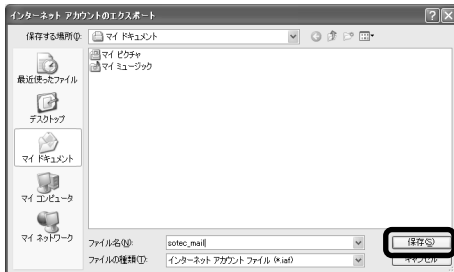 インターネット アカウントのエクスポート
保存する場所(I): マイ ドキュメント
マイ ピクチャ
マイ ミュージック
最近使ったファイル
デスクトップ
マイ ドキュメント
マイ コンピュータ
マイ ネットワーク
ファイル名(N): sotec_mail 保存(S)
ファイルの種類(T): インターネット アカウント ファイル (*.iaf) キャンセル